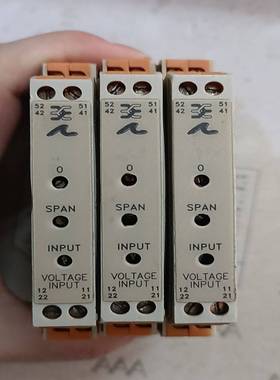 52 51
42 41
0
SPAN
INPUT
VOLTAGE
INPUT
12 11
22 21
52 51
42 41
0
SPAN
INPUT
VOLTAGE
INPUT
12 11
22 21
52 51
42 41
0
SPAN
INPUT
VOLTAGE
INPUT
12 11
22 21